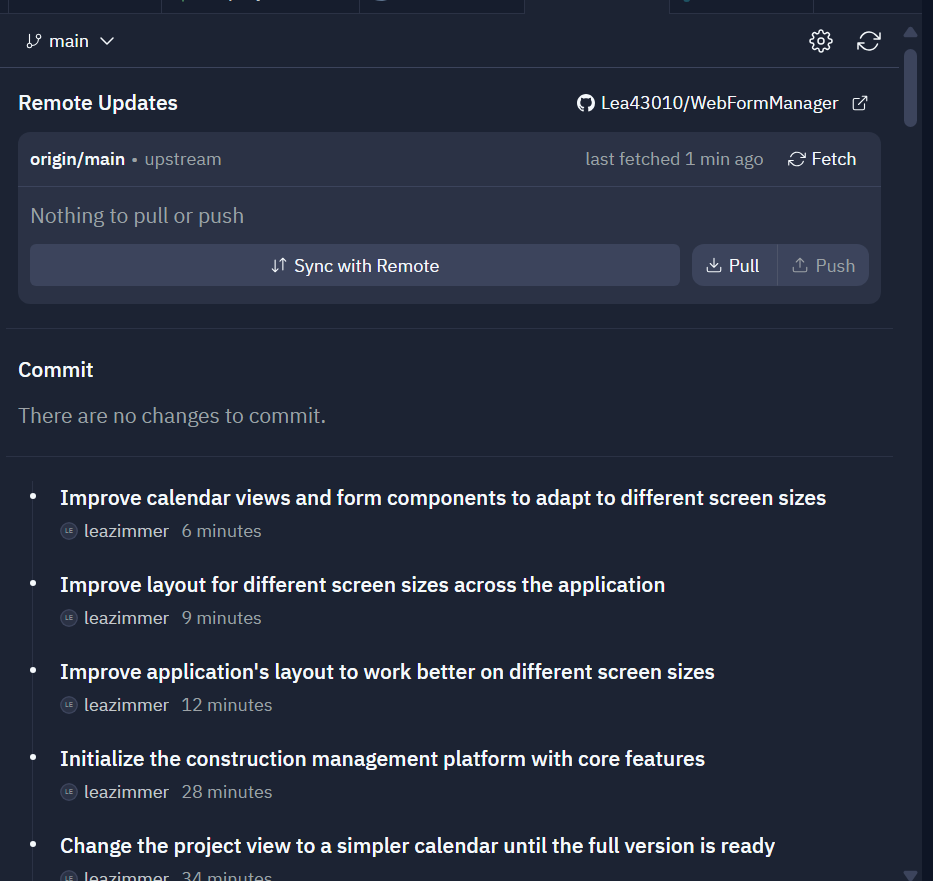 main
Remote Updates
Lea43010/WebFormManager
origin/main • upstream
last fetched 1 min ago
Fetch
Nothing to pull or push
Sync with Remote
Pull
Push
Commit
There are no changes to commit.
Improve calendar views and form components to adapt to different screen sizes
LE leazimmer 6 minutes
Improve layout for different screen sizes across the application
LE leazimmer 9 minutes
Improve application's layout to work better on different screen sizes
LE leazimmer 12 minutes
Initialize the construction management platform with core features
LE leazimmer 28 minutes
Change the project view to a simpler calendar until the full version is ready
LE leazimmer 34 minutes